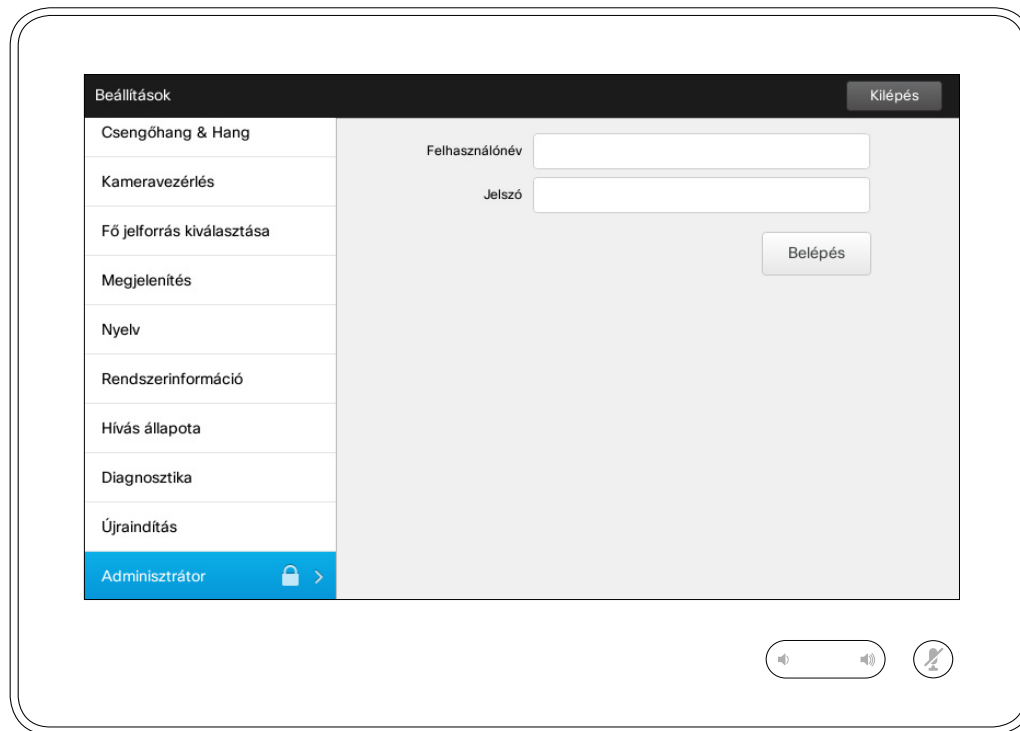 Beállítások
Kilépés
Csengőhang & Hang
Kameravezérlés
Fő jelforrás kiválasztása
Megjelenítés
Nyelv
Rendszerinformáció
Hívás állapota
Diagnosztika
Újraindítás
Adminisztrátor
Felhasználónév
Jelszó
Belépés